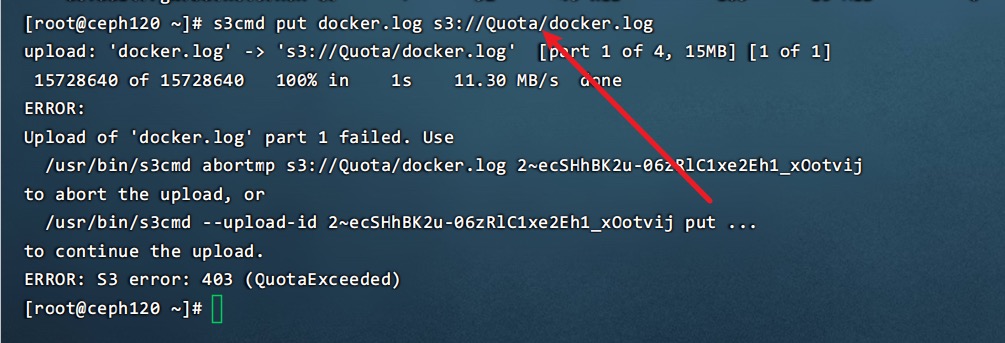 [root@ceph120 ~]# s3cmd put docker.log s3://Quota/docker.log
upload: 'docker.log' -> 's3://Quota/docker.log'  [part 1 of 4, 15MB] [1 of 1]
 15728640 of 15728640   100% in    1s    11.30 MB/s  done
ERROR:
Upload of 'docker.log' part 1 failed. Use
  /usr/bin/s3cmd abortmp s3://Quota/docker.log 2~ecSHhBK2u-06zRlC1xe2Eh1_xOotvij
to abort the upload, or
  /usr/bin/s3cmd --upload-id 2~ecSHhBK2u-06zRlC1xe2Eh1_xOotvij put ...
to continue the upload.
ERROR: S3 error: 403 (QuotaExceeded)
[root@ceph120 ~]#